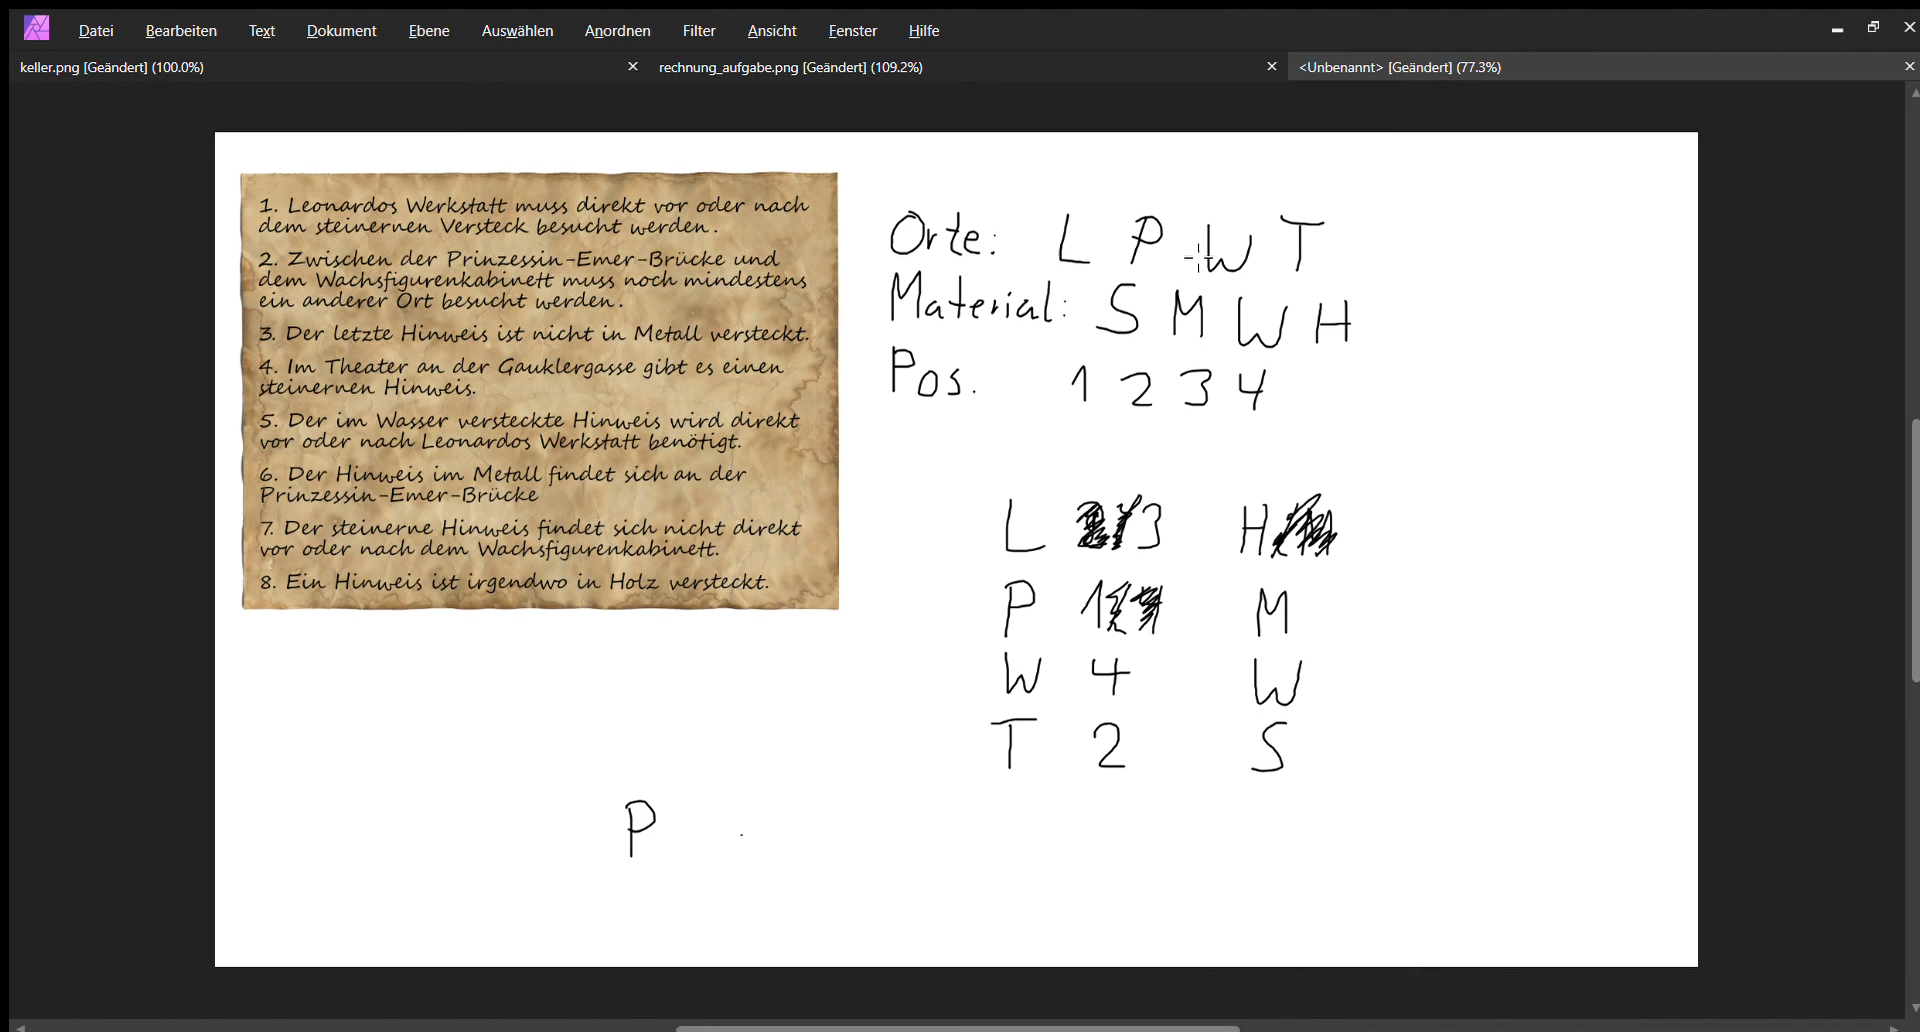 Datei Bearbeiten Text Dokument Ebene Auswählen Anordnen Filter Ansicht Fenster Hilfe
keller.png [Geändert] (100.0%) rechnung_aufgabe.png [Geändert] (109.2%) <Unbenannt> [Geändert] (77.3%)
1. Leonardos Werkstatt muss direkt vor oder nach
dem steinernen Versteck besucht werden.
2. Zwischen der Prinzessin-Emer-Brücke und
dem Wachsfigurenkabinett muss noch mindestens
ein anderer Ort besucht werden.
3. Der letzte Hinweis ist nicht in Metall versteckt.
4. Im Theater an der Gauklergasse gibt es einen
steinernen Hinweis.
5. Der im Wasser versteckte Hinweis wird direkt
vor oder nach Leonardos Werkstatt benötigt.
6. Der Hinweis im Metall findet sich an der
Prinzessin-Emer-Brücke
7. Der steinerne Hinweis findet sich nicht direkt
vor oder nach dem Wachsfigurenkabinett.
8. Ein Hinweis ist irgendwo in Holz versteckt.
Orte: L P W T
Material: S M W H
Pos. 1 2 3 4
L 3 H
P 1 M
W 4 W
T 2 S
P